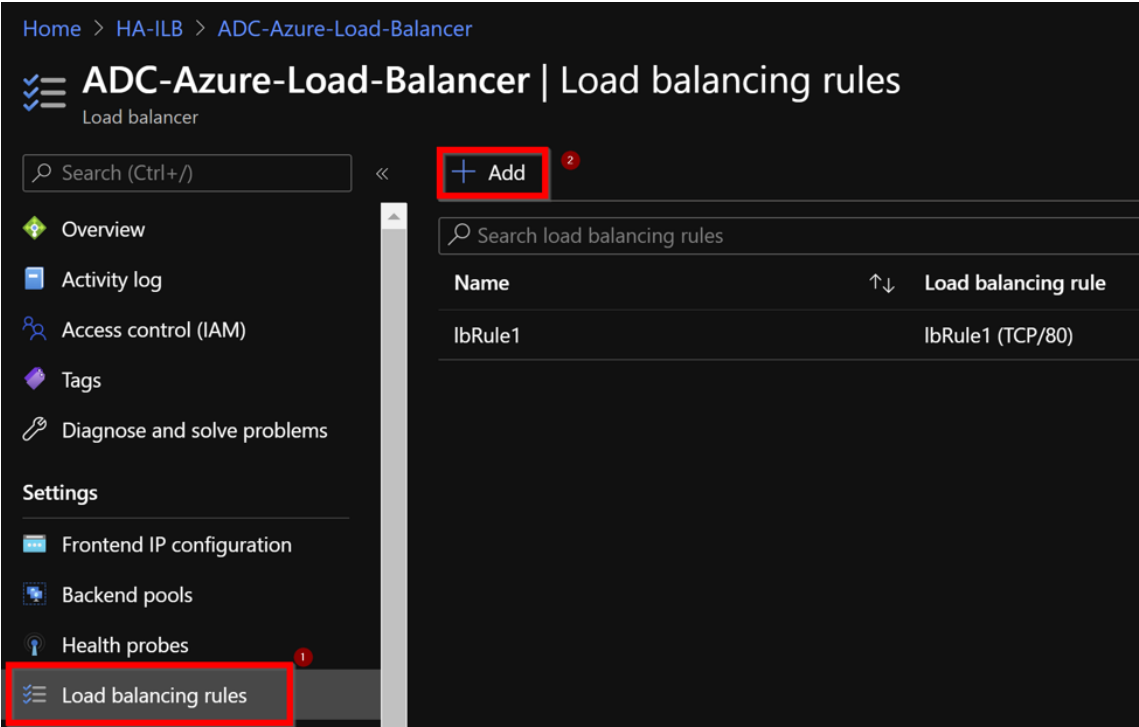 Home > HA-ILB > ADC-Azure-Load-Balancer
ADC-Azure-Load-Balancer | Load balancing rules
Load balancer
Search (Ctrl+/)
«
Overview
Activity log
Access control (IAM)
Tags
Diagnose and solve problems
Settings
Frontend IP configuration
Backend pools
Health probes
1
Load balancing rules
+ Add
2
Search load balancing rules
Name ↑↓ Load balancing rule
lbRule1 lbRule1 (TCP/80)